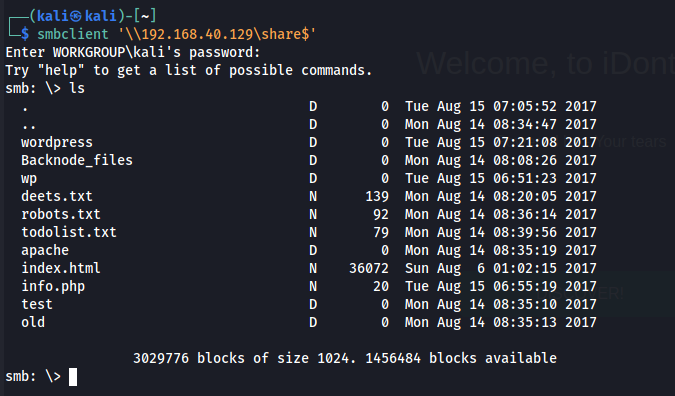 ┌──(kali㉿kali)-[~]
└─$ smbclient '\\192.168.40.129\share$'
Enter WORKGROUP\kali's password:
Try "help" to get a list of possible commands.
Welcome, to iDont
smb: \> ls
  .                                   D        0  Tue Aug 15 07:05:52 2017
  ..                                  D        0  Mon Aug 14 08:34:47 2017
  wordpress                           D        0  Tue Aug 15 07:21:08 2017
Your tears
  Backnode_files                      D        0  Mon Aug 14 08:08:26 2017
  wp                                  D        0  Tue Aug 15 06:51:23 2017
  deets.txt                           N      139  Mon Aug 14 08:20:05 2017
  robots.txt                          N       92  Mon Aug 14 08:36:14 2017
  todolist.txt                        N       79  Mon Aug 14 08:39:56 2017
  apache                              D        0  Mon Aug 14 08:35:19 2017
  index.html                          N    36072  Sun Aug  6 01:02:15 2017
  info.php                            N       20  Tue Aug 15 06:55:19 2017
  test                                D        0  Mon Aug 14 08:35:10 2017
  old                                 D        0  Mon Aug 14 08:35:13 2017
3029776 blocks of size 1024. 1456484 blocks available
smb: \>